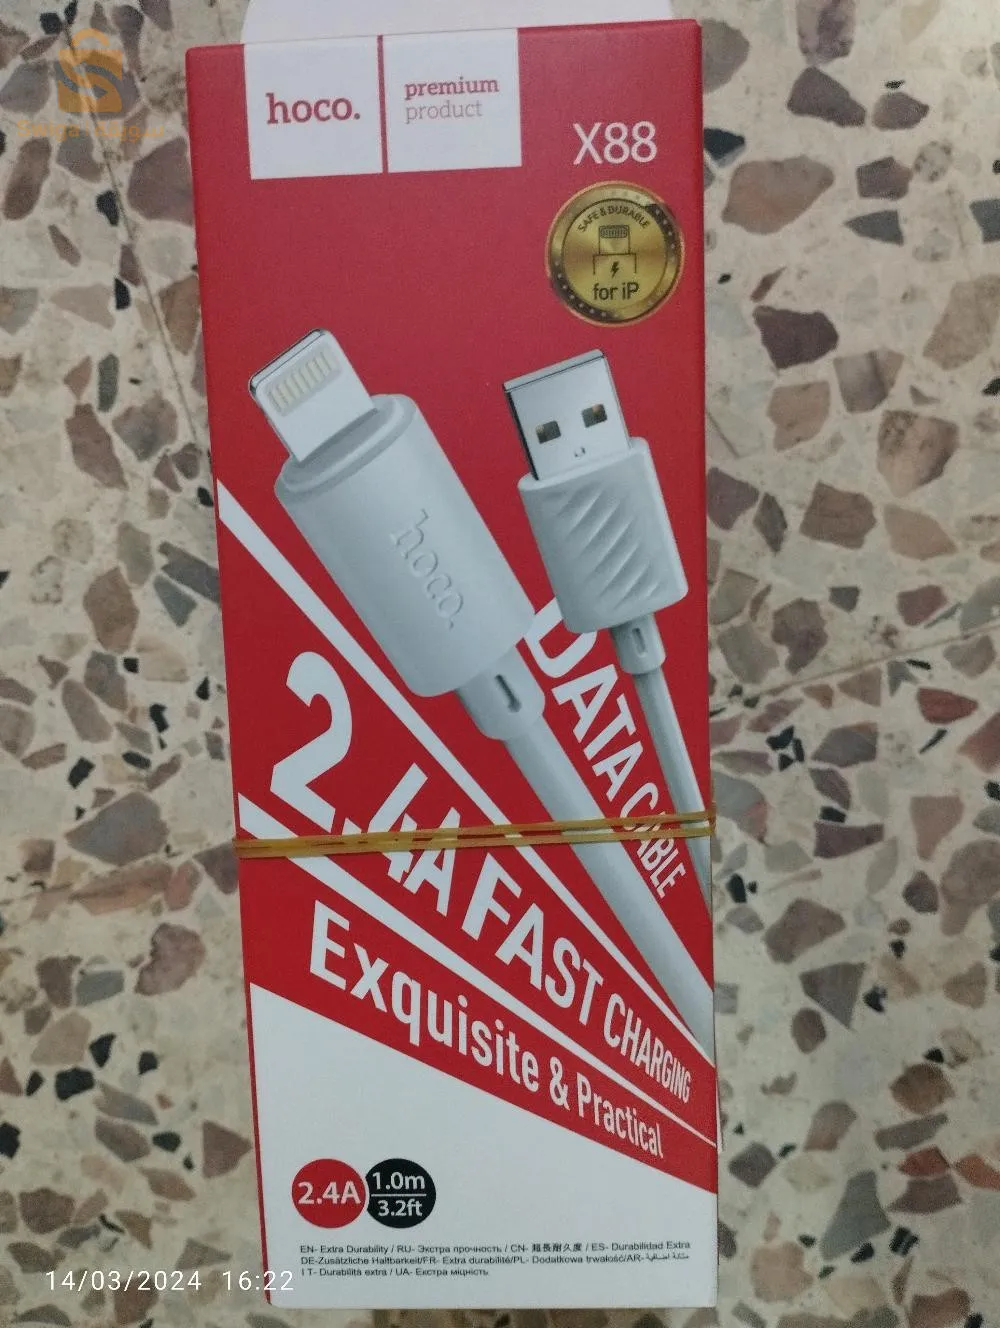 hoco.
premium
product
X88
SAFE & DURABLE
for iP
hoco.
DATA CABLE
2.4A FAST CHARGING
Exquisite & Practical
2.4A
1.0m
3.2ft
EN- Extra Durability / RU- Экстра прочность / CN- 超長耐久度 / ES- Durabilidad Extra
DE-Zusätzliche Haltbarkeit/FR- Extra durabilité/PL- Dodatkowa trwałość/AR- متانة اضافية
IT- Durabilità extra / UA- Екстра міцність
14/03/2024 16:22